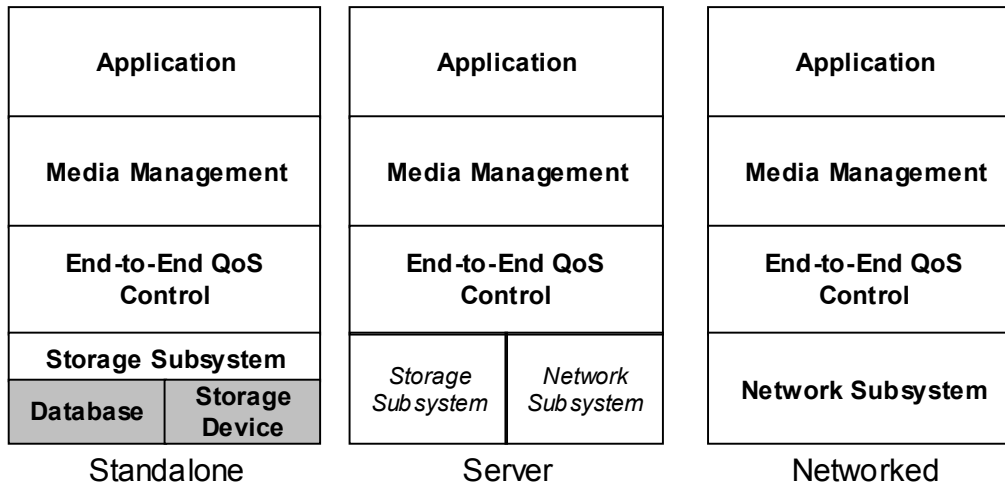 Application
Media Management
End-to-End QoS
Control
Storage Subsystem
Database
Storage
Device
Standalone
Application
Media Management
End-to-End QoS
Control
Storage
Subsystem
Network
Subsystem
Server
Application
Media Management
End-to-End QoS
Control
Network Subsystem
Networked